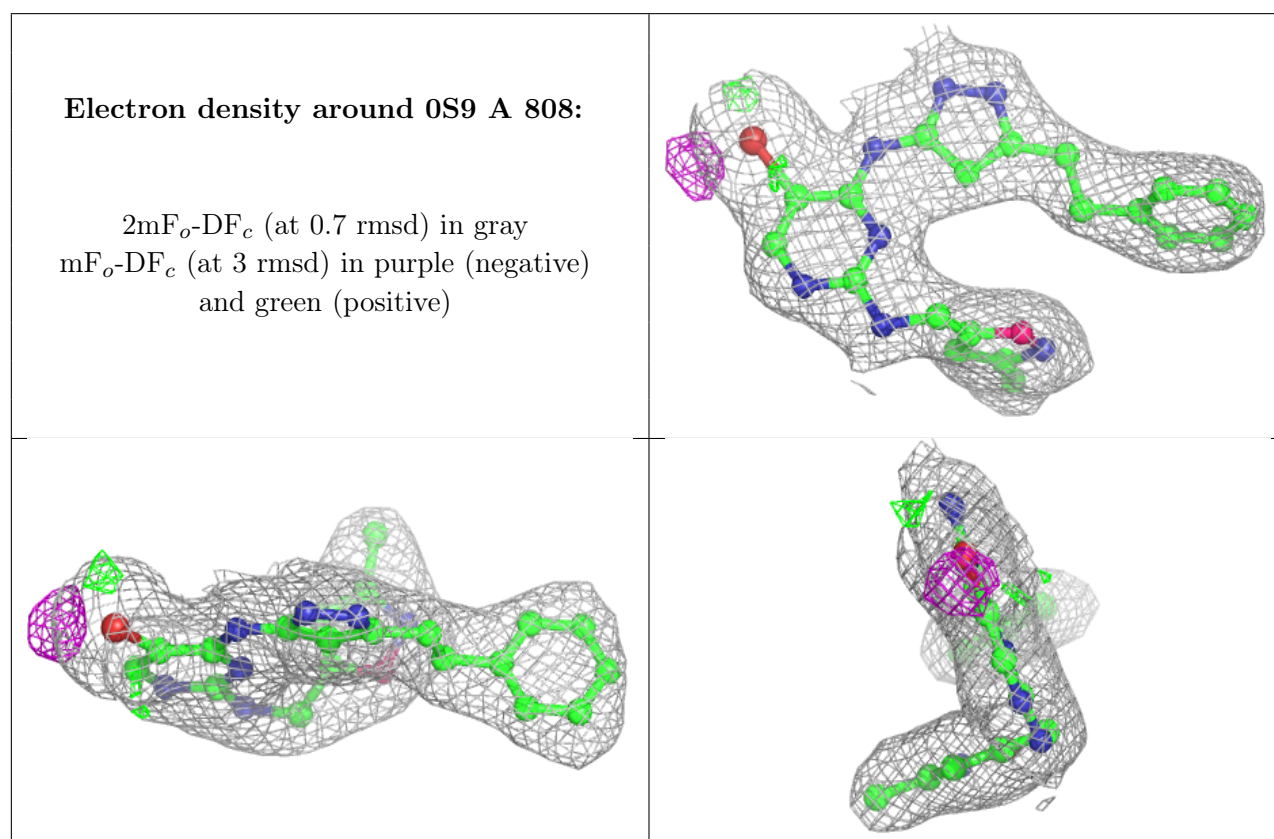 Electron density around 0S9 A 808:
2mFₒ-DF𝒸 (at 0.7 rmsd) in gray
mFₒ-DF𝒸 (at 3 rmsd) in purple (negative)
and green (positive)